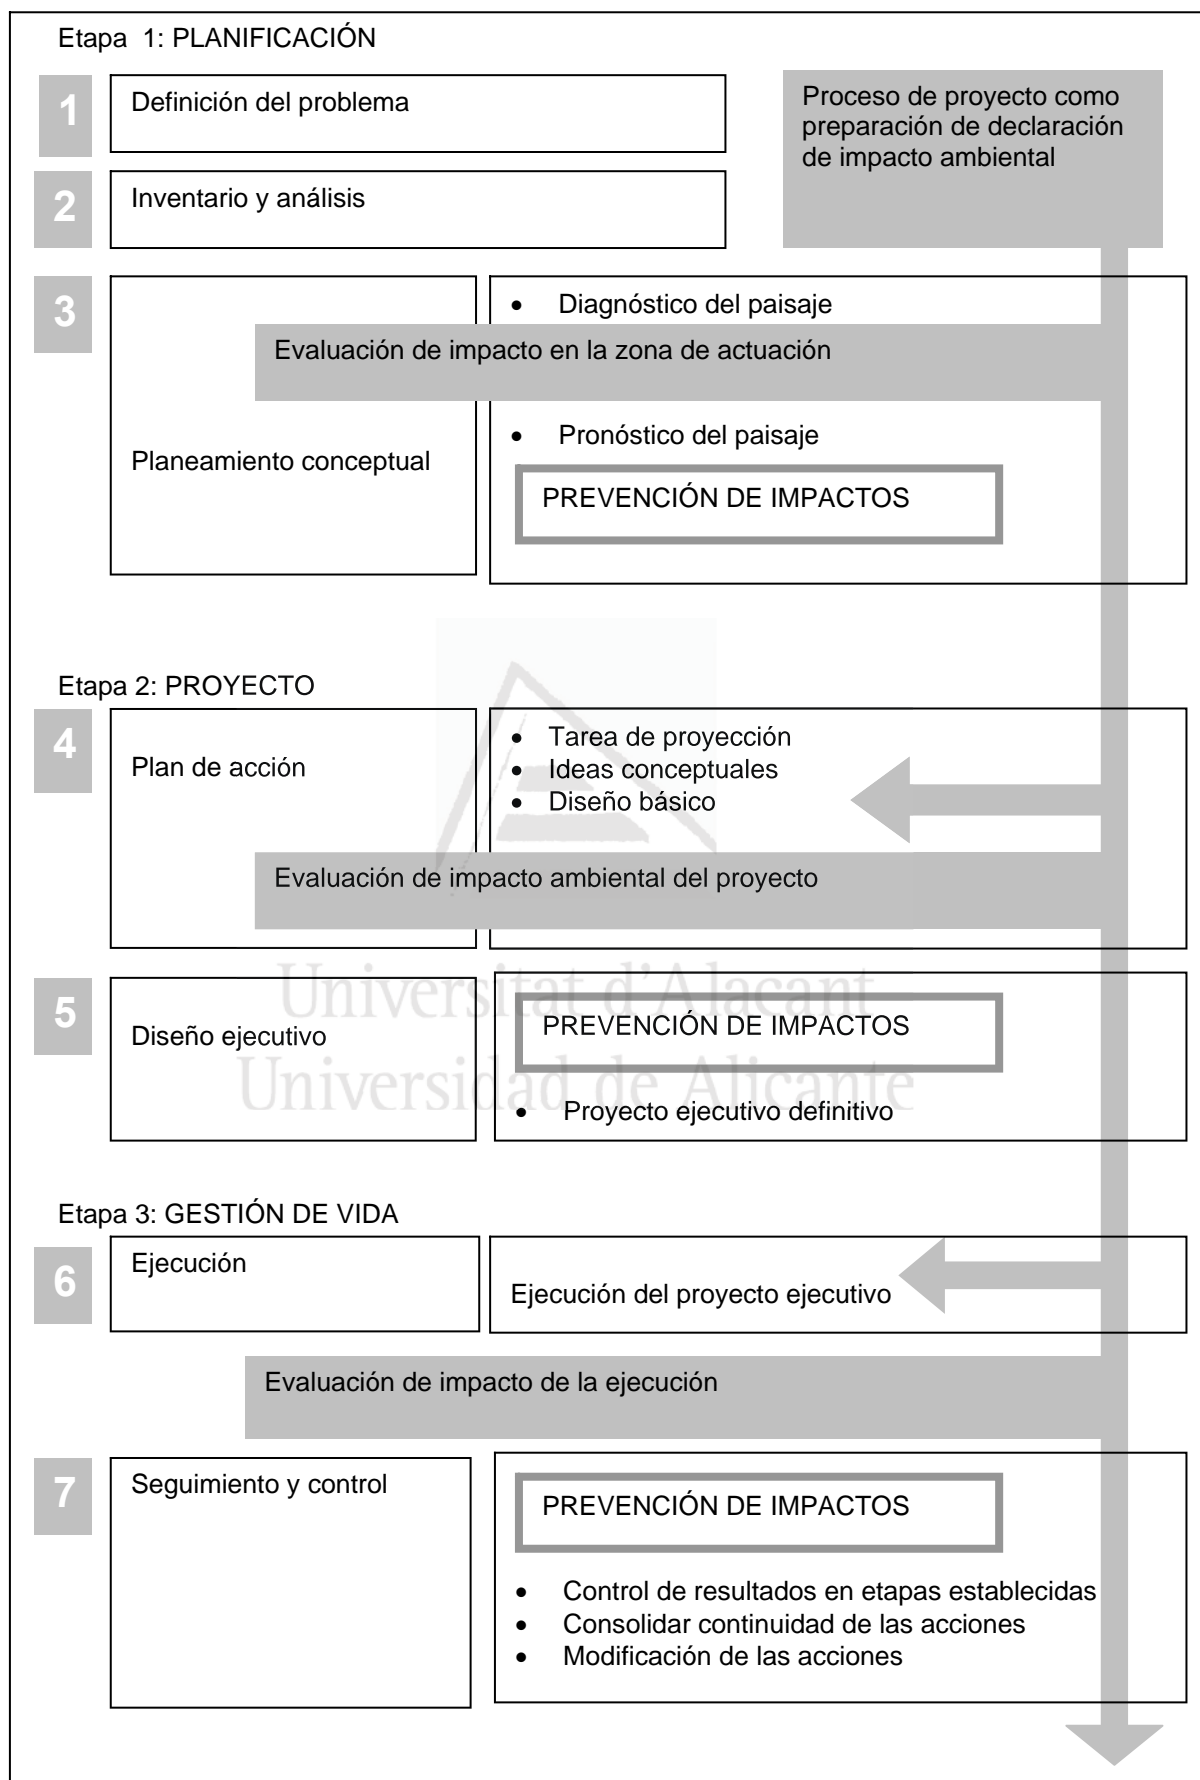 Etapa 1: PLANIFICACIÓN
1
Definición del problema
Proceso de proyecto como
preparación de declaración
de impacto ambiental
2
Inventario y análisis
3
Planeamiento conceptual
• Diagnóstico del paisaje
Evaluación de impacto en la zona de actuación
• Pronóstico del paisaje
PREVENCIÓN DE IMPACTOS
Etapa 2: PROYECTO
4
Plan de acción
• Tarea de proyección
• Ideas conceptuales
• Diseño básico
Evaluación de impacto ambiental del proyecto
Universitat d'Alacant
Universidad de Alicante
5
Diseño ejecutivo
PREVENCIÓN DE IMPACTOS
• Proyecto ejecutivo definitivo
Etapa 3: GESTIÓN DE VIDA
6
Ejecución
Ejecución del proyecto ejecutivo
Evaluación de impacto de la ejecución
7
Seguimiento y control
PREVENCIÓN DE IMPACTOS
• Control de resultados en etapas establecidas
• Consolidar continuidad de las acciones
• Modificación de las acciones